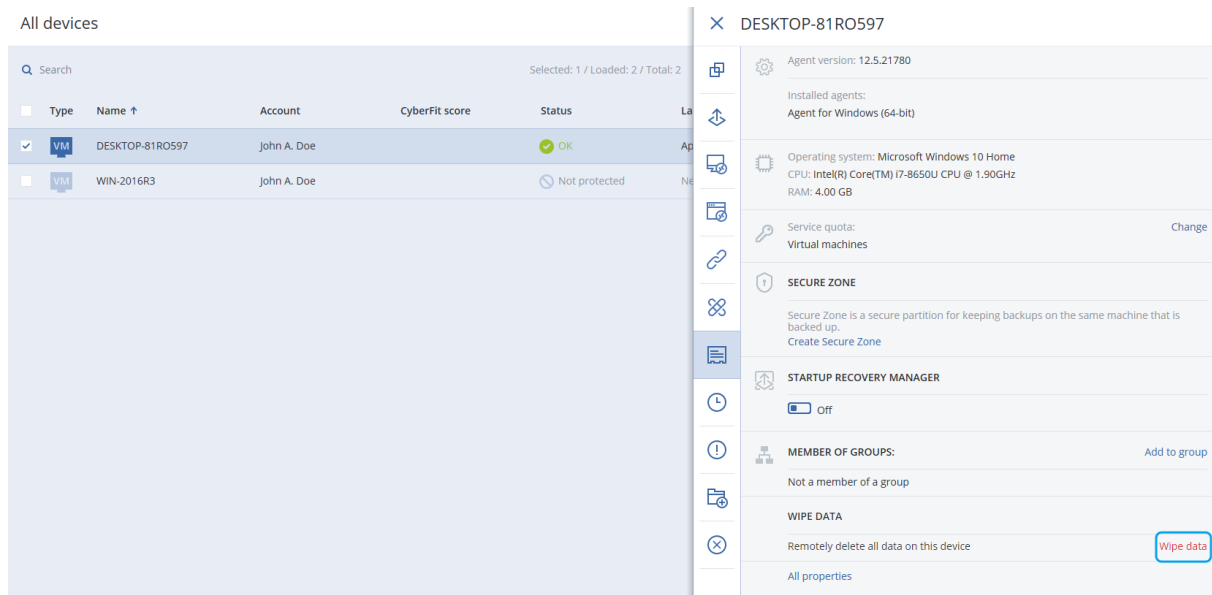 All devices
Search
Selected: 1 / Loaded: 2 / Total: 2
Type Name ↑ Account CyberFit score Status La
VM DESKTOP-81RO597 John A. Doe OK Ap
VM WIN-2016R3 John A. Doe Not protected Ne
DESKTOP-81RO597
Agent version: 12.5.21780
Installed agents:
Agent for Windows (64-bit)
Operating system: Microsoft Windows 10 Home
CPU: Intel(R) Core(TM) i7-8650U CPU @ 1.90GHz
RAM: 4.00 GB
Service quota: Change
Virtual machines
SECURE ZONE
Secure Zone is a secure partition for keeping backups on the same machine that is
backed up.
Create Secure Zone
STARTUP RECOVERY MANAGER
Off
MEMBER OF GROUPS: Add to group
Not a member of a group
WIPE DATA
Remotely delete all data on this device Wipe data
All properties